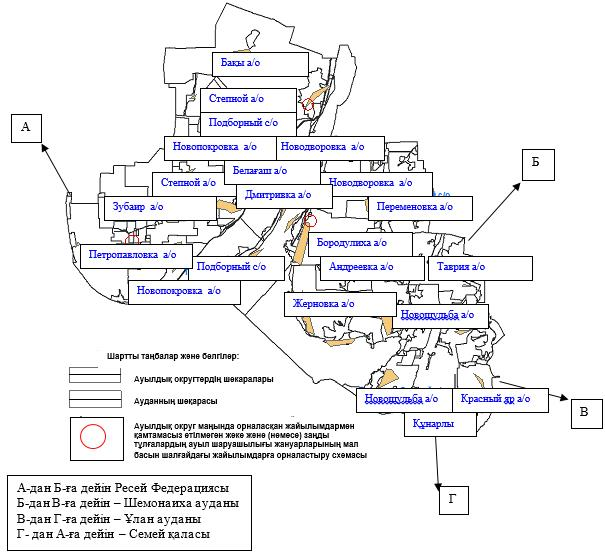 Бақы а/о
Степной а/о
Подборный с/о
А
Новопокровка а/о
Новодворовка а/о
Б
Белағаш а/о
Степной а/о
Новодворовка а/о
Дмитривка а/о
Зубаир а/о
Переменовка а/о
Бородулиха а/о
Петропавловка а/о
Подборный с/о
Андреевка а/о
Таврия а/о
Новопокровка а/о
Жерновка а/о
Новошульба а/о
Шартты таңбалар және белгілер:
Ауылдық округтердің шекаралары
Ауданның шекарасы
Новошульба а/о
Красный яр а/о
В
Құнарлы
Ауылдық округ маңында орналасқан жайылымдармен
қамтамасыз етілмеген жеке және (немесе) заңды
тұлғалардың ауыл шаруашылығы жануарларының мал
басын шалғайдағы жайылымдарға орналастыру схемасы
Г
А-дан Б-ға дейін Ресей Федерациясы
Б-дан В-ға дейін – Шемонаиха ауданы
В-дан Г-ға дейін – Ұлан ауданы
Г- дан А-ға дейін – Семей қаласы